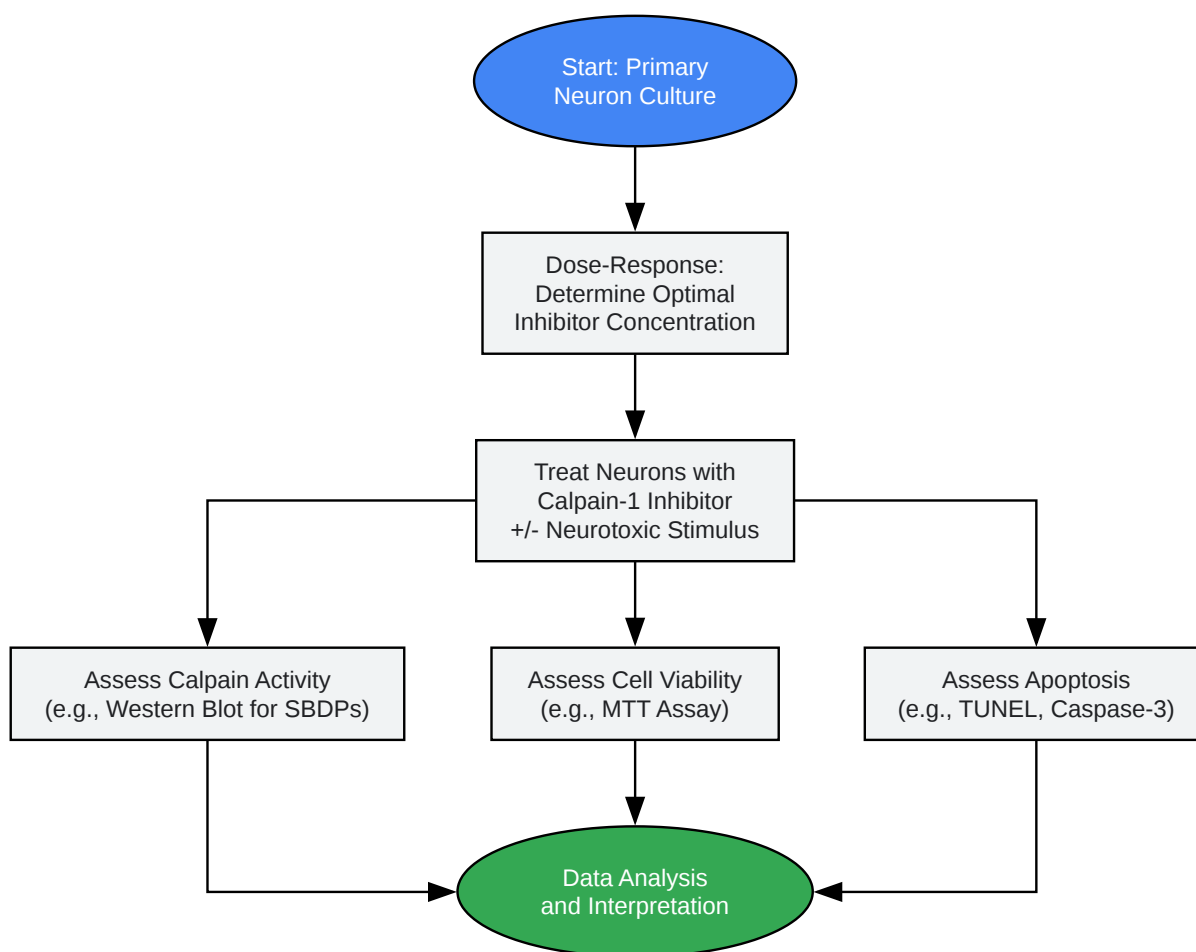 Start: Primary
Neuron Culture
Dose-Response:
Determine Optimal
Inhibitor Concentration
Treat Neurons with
Calpain-1 Inhibitor
+/- Neurotoxic Stimulus
Assess Calpain Activity
(e.g., Western Blot for SBDPs)
Assess Cell Viability
(e.g., MTT Assay)
Assess Apoptosis
(e.g., TUNEL, Caspase-3)
Data Analysis
and Interpretation